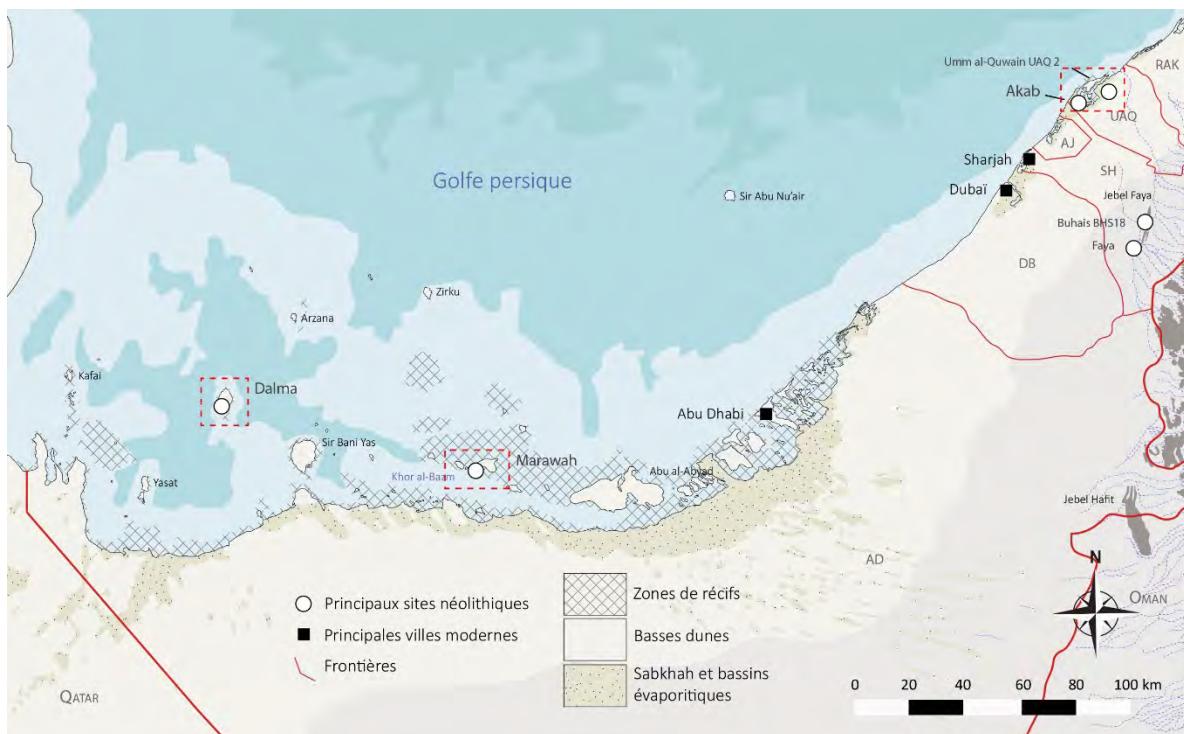 Umm al-Quwain UAQ 2
RAK
Akab
UAQ
AJ
Sharjah
SH
Golfe persique
Sir Abu Nu'air
Dubaï
Jebel Faya
Buhais BHS18
Faya
DB
Zirku
Arzana
Kafai
Dalma
Abu Dhabi
Sir Bani Yas
Marawah
Khor al-Bazm
Abu al-Abyad
Yasat
Jebel Hafit
N
AD
OMAN
QATAR
Principaux sites néolithiques
Principales villes modernes
Frontières
Zones de récifs
Basses dunes
Sabkhah et bassins
évaporitiques
0 20 40 60 80 100 km